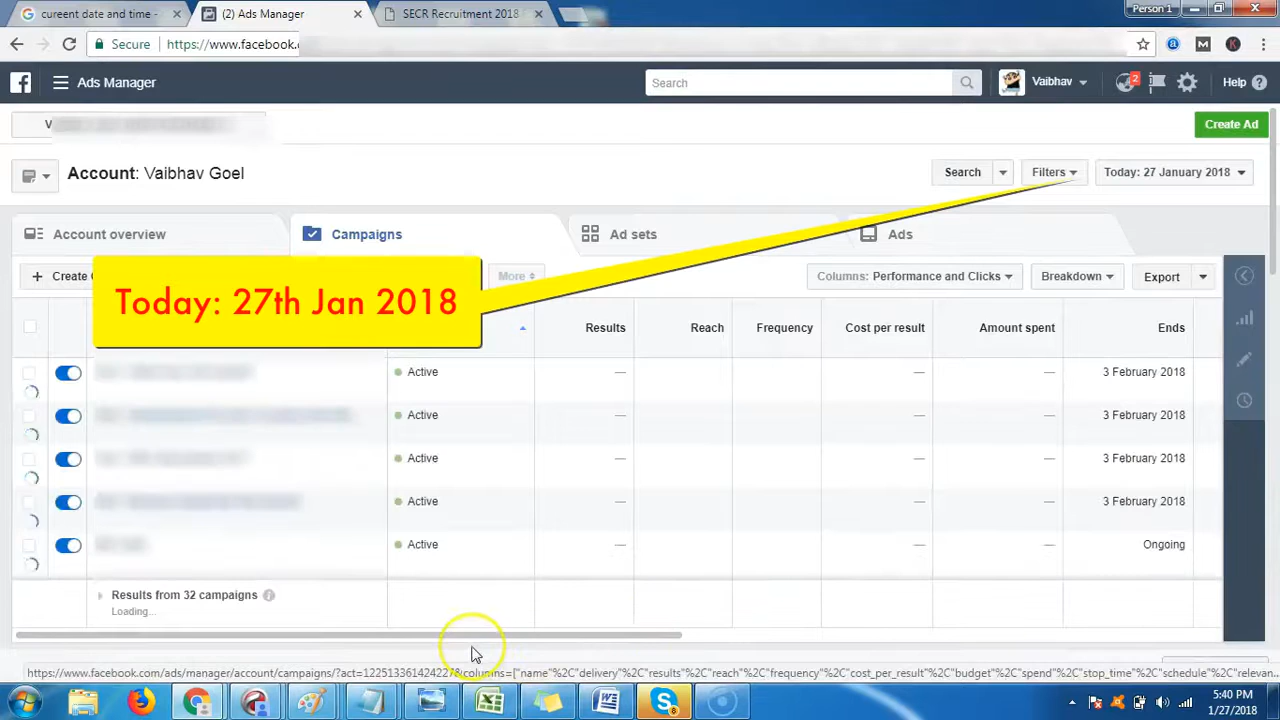 cureent date and time -
(2) Ads Manager
SECR Recruitment 2018
Person 1
Secure
https://www.facebook.
Ads Manager
Search
Vaibhav
2
Help
Create Ad
Account: Vaibhav Goel
Search
Filters
Today: 27 January 2018
Account overview
Campaigns
Ad sets
Ads
+ Create
More
Columns: Performance and Clicks
Breakdown
Export
Today: 27th Jan 2018
Results
Reach
Frequency
Cost per result
Amount spent
Ends
Active
—
—
—
3 February 2018
Active
—
—
—
3 February 2018
Active
—
—
—
3 February 2018
Active
—
—
—
3 February 2018
Active
—
—
—
Ongoing
Results from 32 campaigns
Loading...
https://www.facebook.com/ads/manager/account/campaigns/?act=1225133614242276&columns=["name"%2C"delivery"%2C"results"%2C"reach"%2C"frequency"%2C"cost_per_result"%2C"budget"%2C"spend"%2C"stop_time"%2C"schedule"%2C"relevan...
5:40 PM
1/27/2018